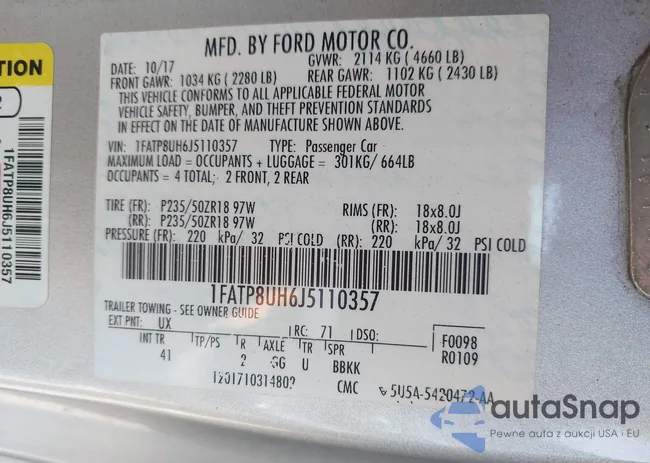 MFD. BY FORD MOTOR CO.
DATE: 10/17 GVWR: 2114 KG ( 4660 LB)
FRONT GAWR: 1034 KG ( 2280 LB) REAR GAWR: 1102 KG ( 2430 LB)
THIS VEHICLE CONFORMS TO ALL APPLICABLE FEDERAL MOTOR
VEHICLE SAFETY, BUMPER, AND THEFT PREVENTION STANDARDS
IN EFFECT ON THE DATE OF MANUFACTURE SHOWN ABOVE.
VIN: 1FATP8UH6J5110357 TYPE: Passenger Car
MAXIMUM LOAD = OCCUPANTS + LUGGAGE = 301KG/ 664LB
OCCUPANTS = 4 TOTAL; 2 FRONT, 2 REAR
TIRE (FR): P235/50ZR18 97W RIMS (FR): 18x8.0J
(RR): P235/50ZR18 97W (RR): 18x8.0J
PRESSURE (FR): 220 kPa/ 32 PSI COLD (RR): 220 kPa/ 32 PSI COLD
1FATP8UH6J5110357
TRAILER TOWING - SEE OWNER GUIDE
EXT PNT: UX RC: 71 DSO: F0098
INT TR TP/PS R AXLE TR SPR R0109
41 2 GG U BBKK
CMC 5U5A-5420472-AA
TION
2
1FATP8UH6J5110357
autoSnap
Pewne auta z aukcji USA i EU